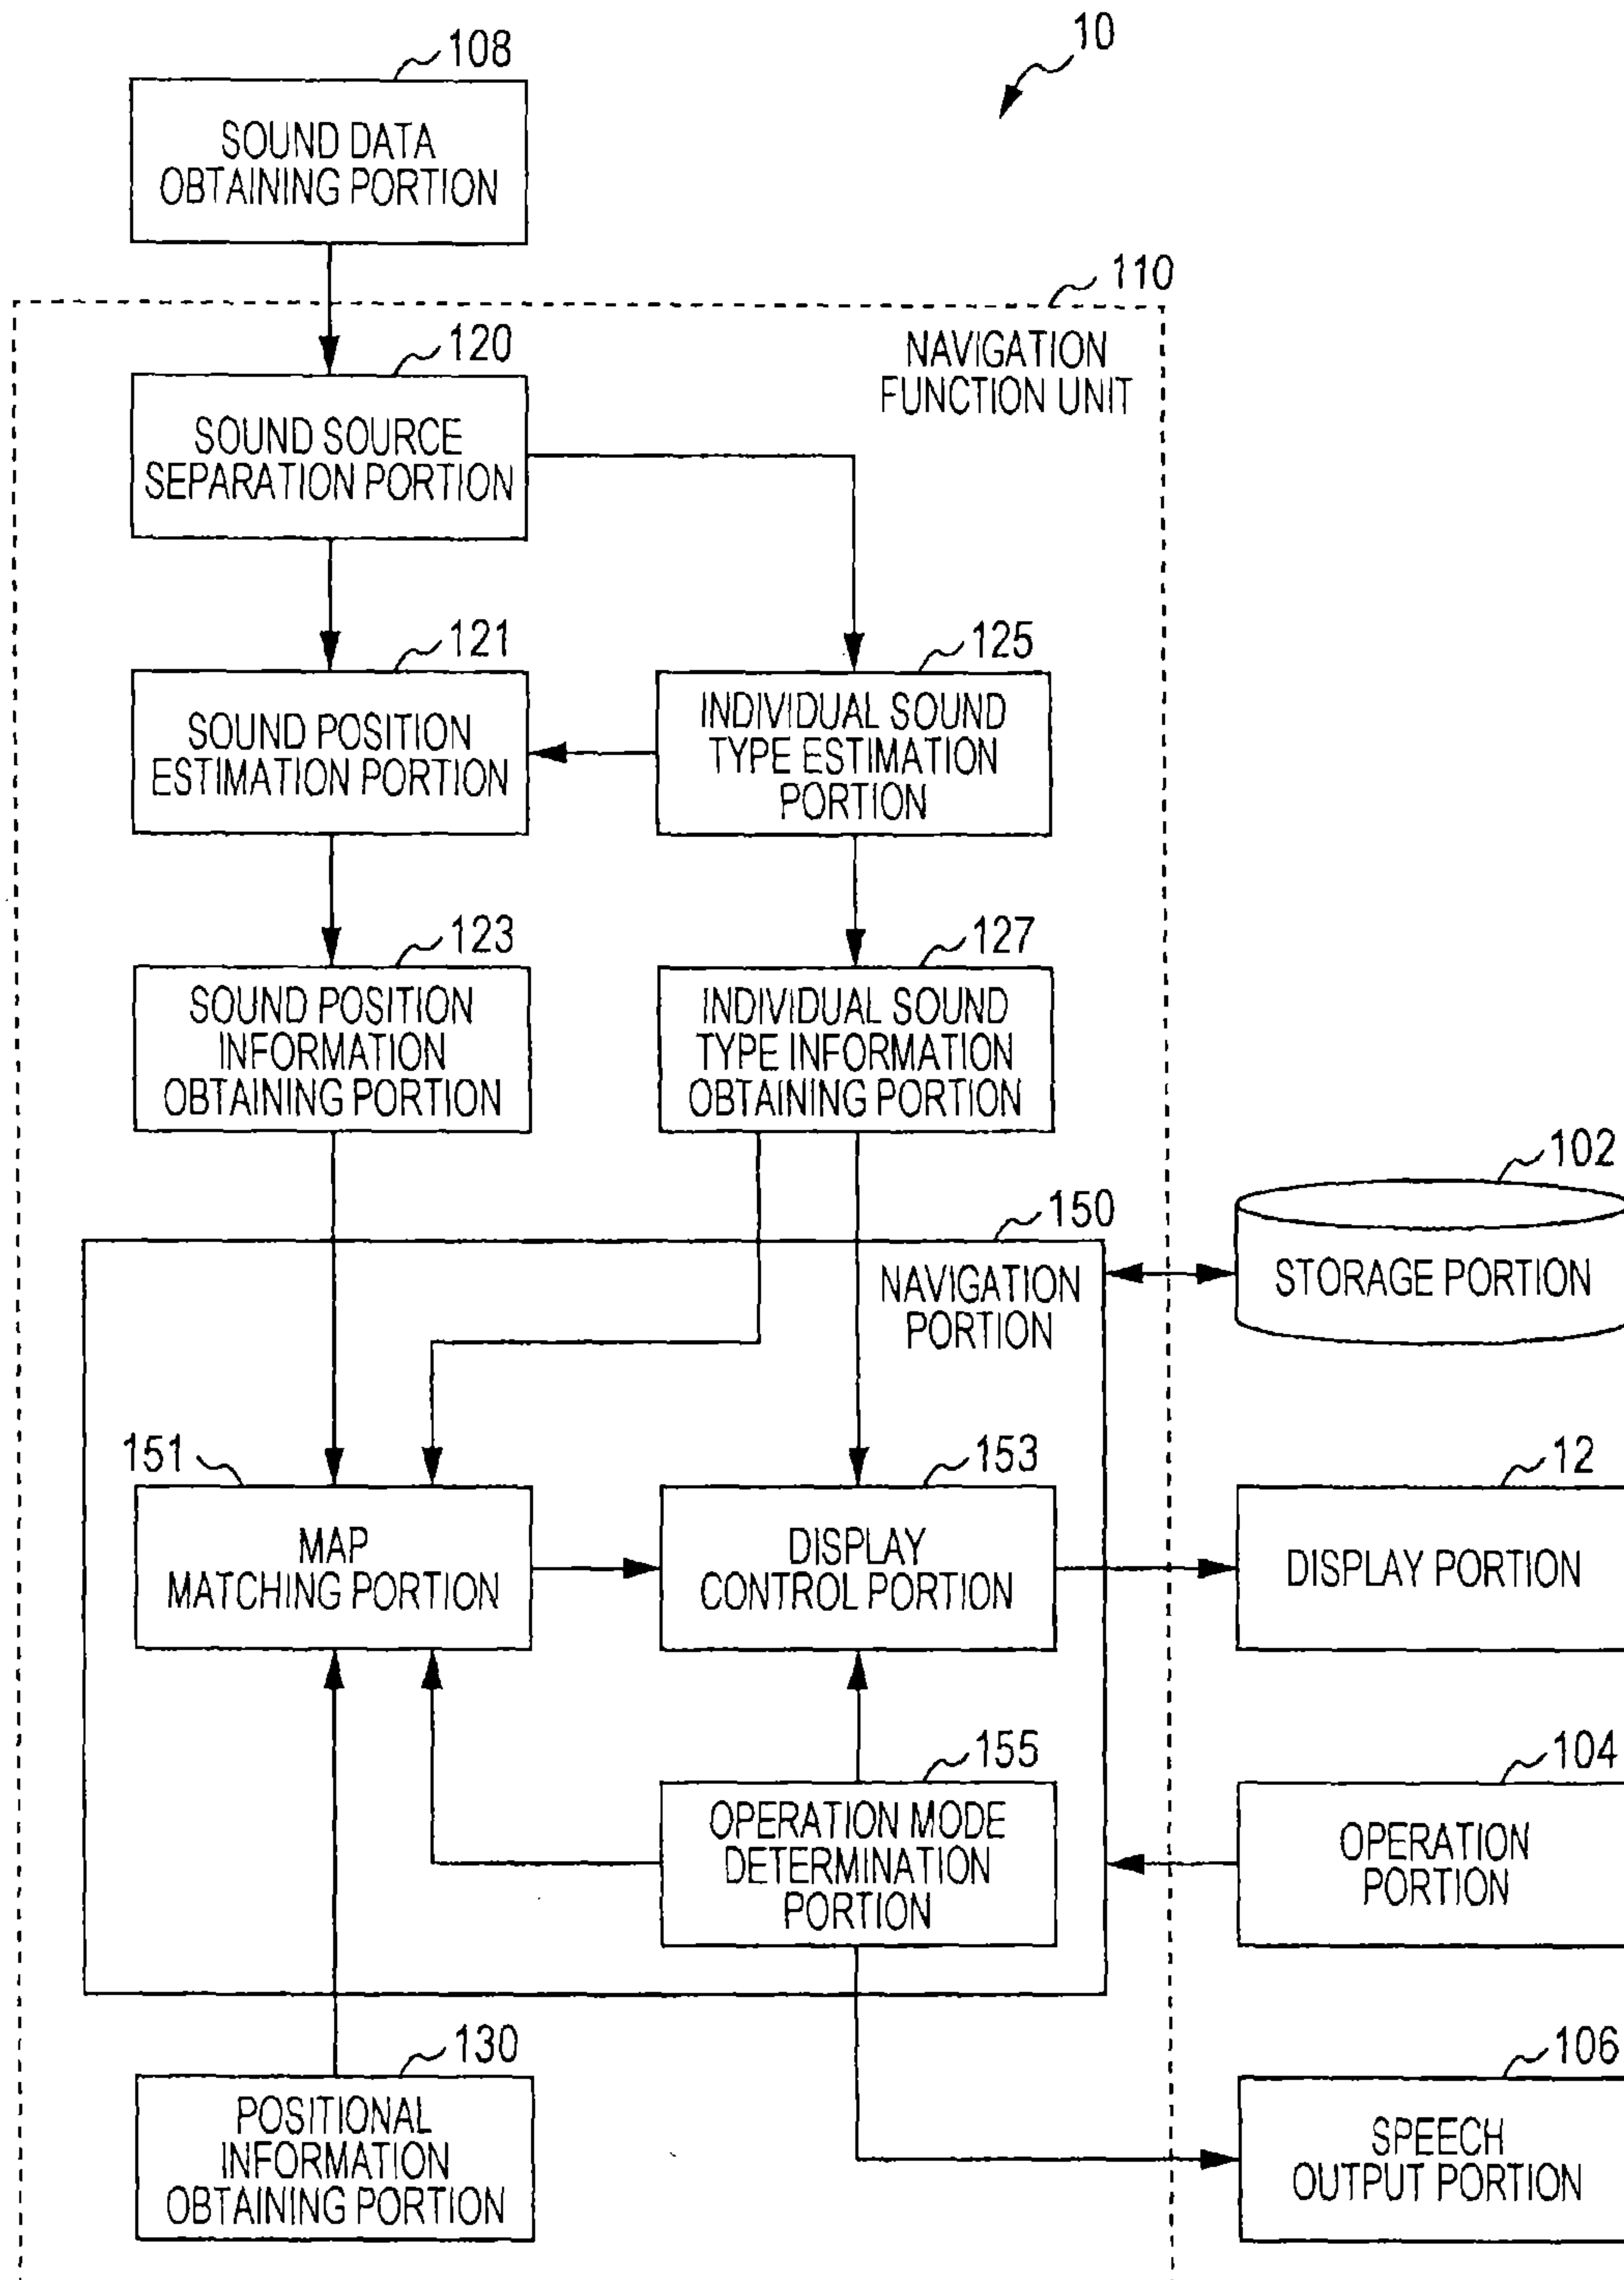 10
108
SOUND DATA
OBTAINING PORTION
110
NAVIGATION
FUNCTION UNIT
120
SOUND SOURCE
SEPARATION PORTION
121
SOUND POSITION
ESTIMATION PORTION
125
INDIVIDUAL SOUND
TYPE ESTIMATION
PORTION
123
SOUND POSITION
INFORMATION
OBTAINING PORTION
127
INDIVIDUAL SOUND
TYPE INFORMATION
OBTAINING PORTION
102
STORAGE PORTION
150
NAVIGATION
PORTION
151
MAP
MATCHING PORTION
153
DISPLAY
CONTROL PORTION
12
DISPLAY PORTION
155
OPERATION MODE
DETERMINATION
PORTION
104
OPERATION
PORTION
130
POSITIONAL
INFORMATION
OBTAINING PORTION
106
SPEECH
OUTPUT PORTION